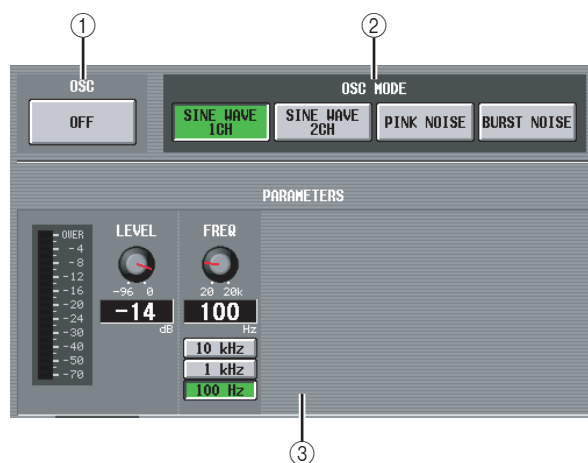 ① ②
OSC
OFF
OSC MODE
SINE WAVE
1CH
SINE WAVE
2CH
PINK NOISE
BURST NOISE
PARAMETERS
OVER
-4
-8
-12
-16
-20
-24
-30
-40
-50
-70
LEVEL
-96 0
-14
dB
FREQ
20 20k
100
Hz
10 kHz
1 kHz
100 Hz
③